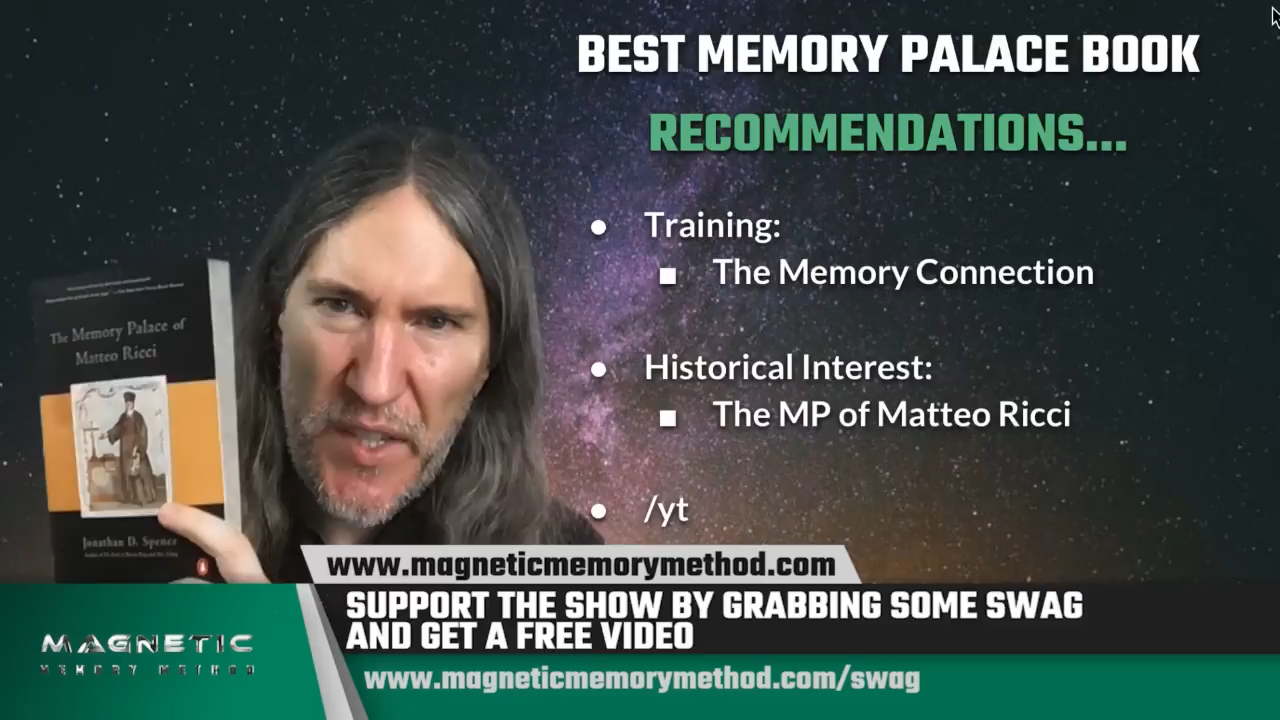 BEST MEMORY PALACE BOOK
RECOMMENDATIONS...
● Training:
■ The Memory Connection
● Historical Interest:
■ The MP of Matteo Ricci
● /yt
The Memory Palace of
Matteo Ricci
Jonathan D. Spence
www.magneticmemorymethod.com
SUPPORT THE SHOW BY GRABBING SOME SWAG
AND GET A FREE VIDEO
MAGNETIC
MEMORY METHOD
www.magneticmemorymethod.com/swag